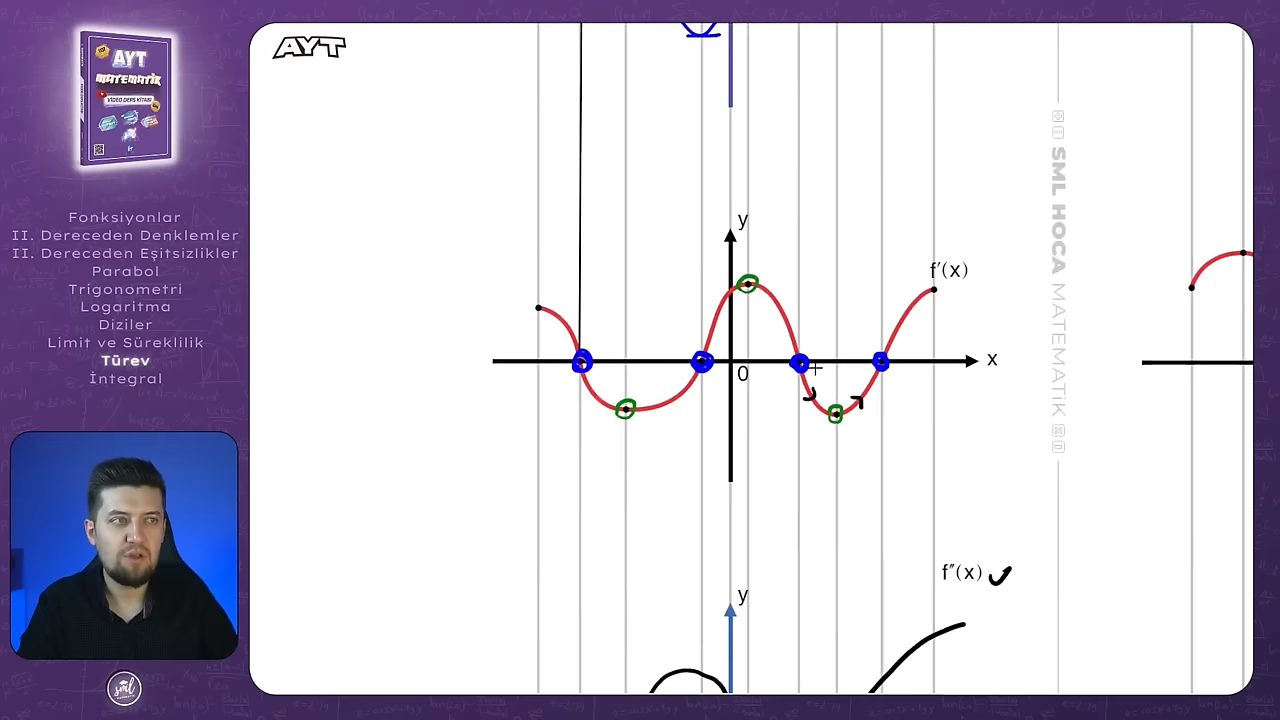 AYT
AYT
MATEMATİK
VİDEO DERS KİTABI
Fonksiyonlar
II. Dereceden Denklemler
II. Dereceden Eşitsizlikler
Parabol
Trigonometri
Logaritma
Diziler
Limit ve Süreklilik
Türev
İntegral
y
f'(x)
x
0
SML HOCA MATEMATİK
f''(x)
y
sml